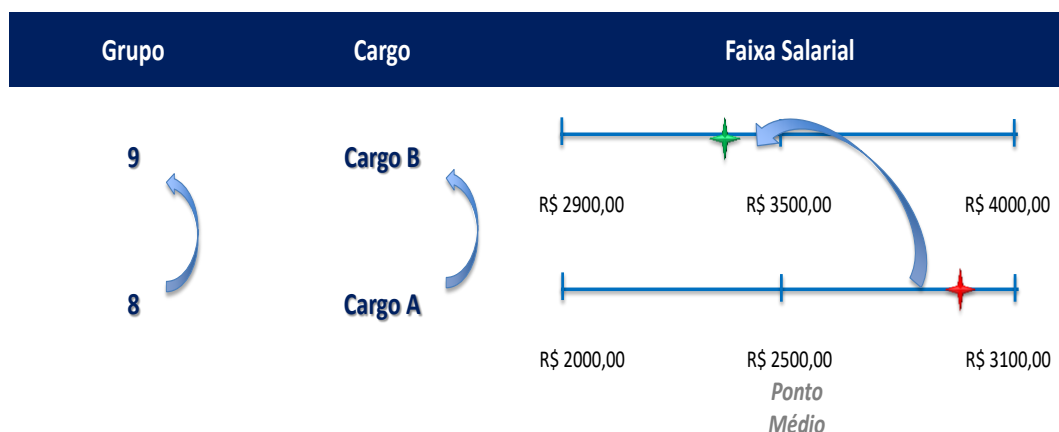 Grupo Cargo Faixa Salarial
9 Cargo B
R$ 2900,00 R$ 3500,00 R$ 4000,00
8 Cargo A
R$ 2000,00 R$ 2500,00 R$ 3100,00
Ponto
Médio